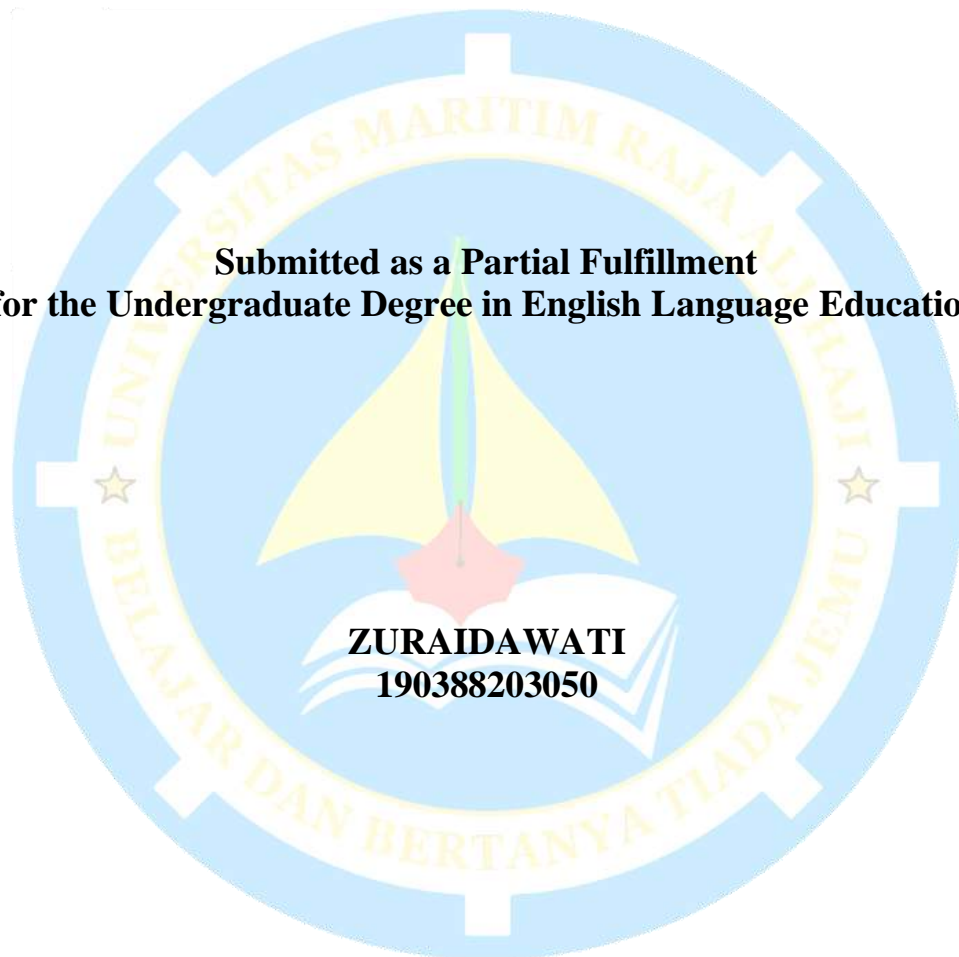 UNIVERSITAS MARITIM RAJA ALI HAJI
Submitted as a Partial Fulfillment
for the Undergraduate Degree in English Language Educatio
ZURAIDAWATI
190388203050
BELAJAR DAN BERTANYA TIADA JEMU